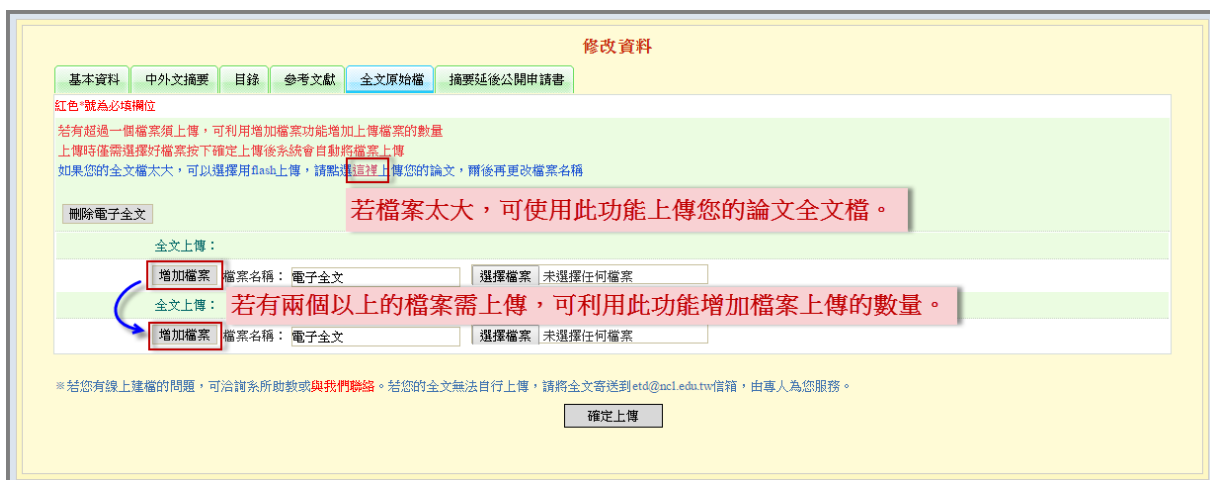 修改資料
基本資料 中外文摘要 目錄 參考文獻 全文原始檔 摘要延後公開申請書
紅色*號為必填欄位
若有超過一個檔案須上傳，可利用增加檔案功能增加上傳檔案的數量
上傳時僅需選擇好檔案按下確定上傳後系統會自動將檔案上傳
如果您的全文檔太大，可以選擇用flash上傳，請點選這裡上傳您的論文，爾後再更改檔案名稱
若檔案太大，可使用此功能上傳您的論文全文檔。
刪除電子全文
全文上傳：
增加檔案 檔案名稱： 電子全文 選擇檔案 未選擇任何檔案
全文上傳：
若有兩個以上的檔案需上傳，可利用此功能增加檔案上傳的數量。
增加檔案 檔案名稱： 電子全文 選擇檔案 未選擇任何檔案
※若您有線上建檔的問題，可洽詢系所助教或與我們聯絡。若您的全文無法自行上傳，請將全文寄送到etd@ncl.edu.tw信箱，由專人為您服務。
確定上傳